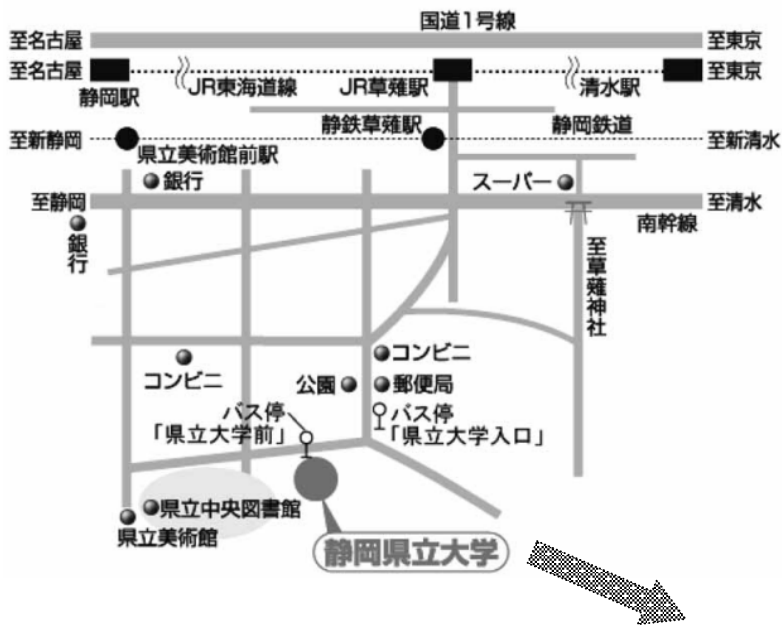 国道1号線
至名古屋
至東京
至名古屋
静岡駅
JR東海道線
JR草薙駅
清水駅
至東京
至新静岡
県立美術館前駅
静鉄草薙駅
静岡鉄道
至新清水
銀行
スーパー
至静岡
至清水
南幹線
銀行
至草薙神社
コンビニ
コンビニ
公園
郵便局
バス停
「県立大学前」
バス停
「県立大学入口」
県立中央図書館
県立美術館
静岡県立大学